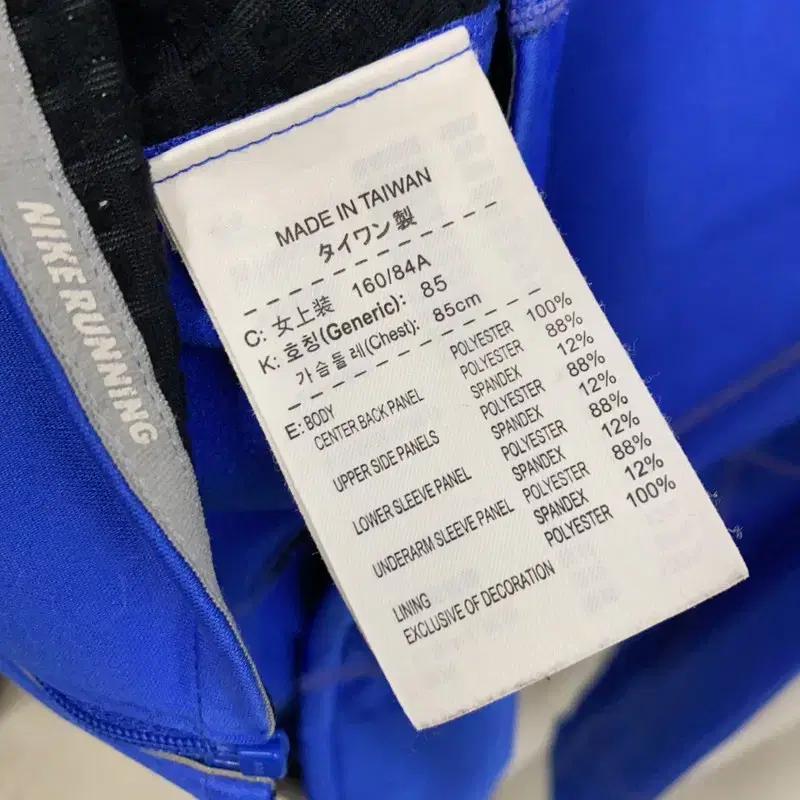 NIKE RUNNING
MADE IN TAIWAN
タイワン製
C: 女上装 160/84A
K: 호칭(Generic): 85
가슴둘레(Chest): 85cm
E: BODY POLYESTER 100%
CENTER BACK PANEL POLYESTER 88%
SPANDEX 12%
UPPER SIDE PANELS POLYESTER 88%
SPANDEX 12%
LOWER SLEEVE PANEL POLYESTER 88%
SPANDEX 12%
UNDERARM SLEEVE PANEL POLYESTER 88%
SPANDEX 12%
LINING POLYESTER 100%
EXCLUSIVE OF DECORATION